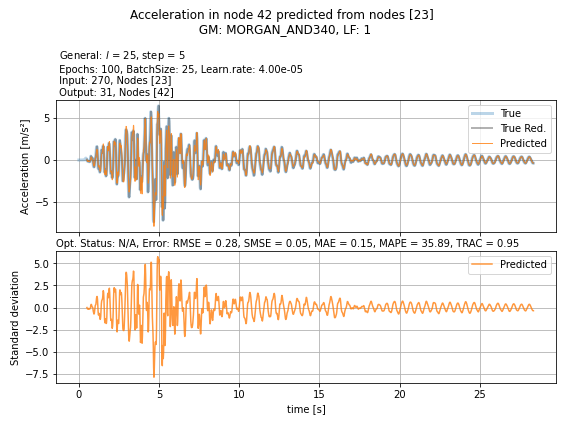 Acceleration in node 42 predicted from nodes [23]
GM: MORGAN_AND340, LF: 1
General: l = 25, step = 5
Epochs: 100, BatchSize: 25, Learn.rate: 4.00e-05
Input: 270, Nodes [23]
Output: 31, Nodes [42]
Acceleration [m/s²]
5
0
−5
True
True Red.
Predicted
Opt. Status: N/A, Error: RMSE = 0.28, SMSE = 0.05, MAE = 0.15, MAPE = 35.89, TRAC = 0.95
Standard deviation
5.0
2.5
0.0
−2.5
−5.0
−7.5
Predicted
0 5 10 15 20 25
time [s]